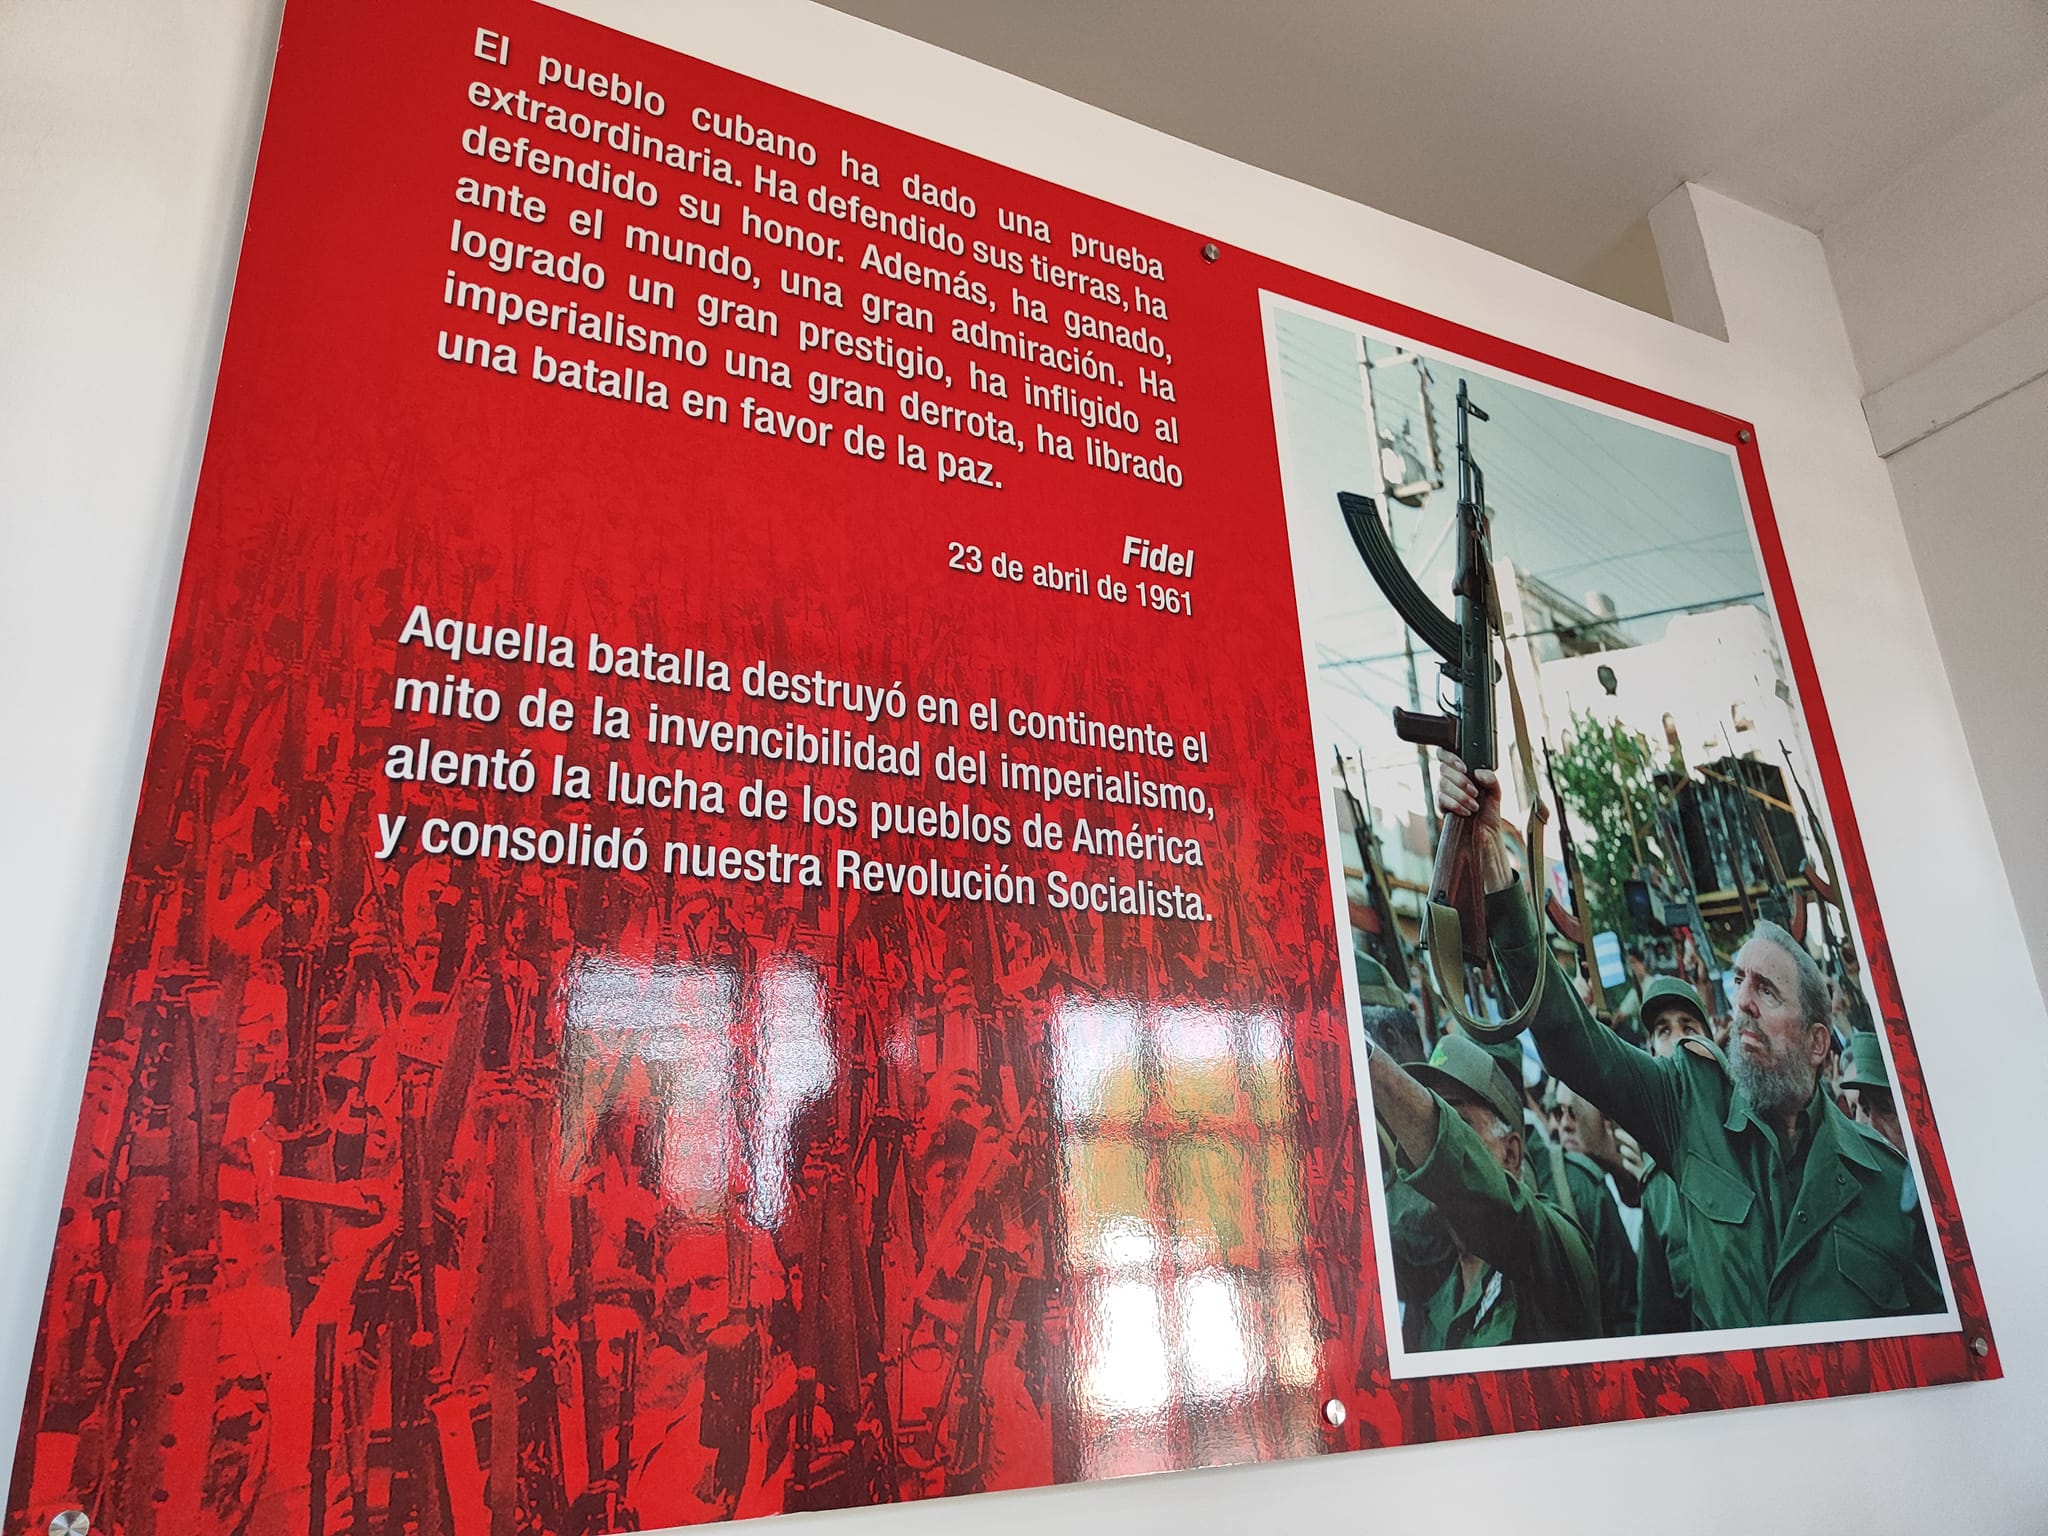 El pueblo cubano ha dado una prueba
extraordinaria. Ha defendido sus tierras, ha
defendido su honor. Además, ha ganado,
ante el mundo, una gran admiración. Ha
logrado un gran prestigio, ha infligido al
imperialismo una gran derrota, ha librado
una batalla en favor de la paz.
Fidel
23 de abril de 1961
Aquella batalla destruyó en el continente el
mito de la invencibilidad del imperialismo,
alentó la lucha de los pueblos de América
y consolidó nuestra Revolución Socialista.